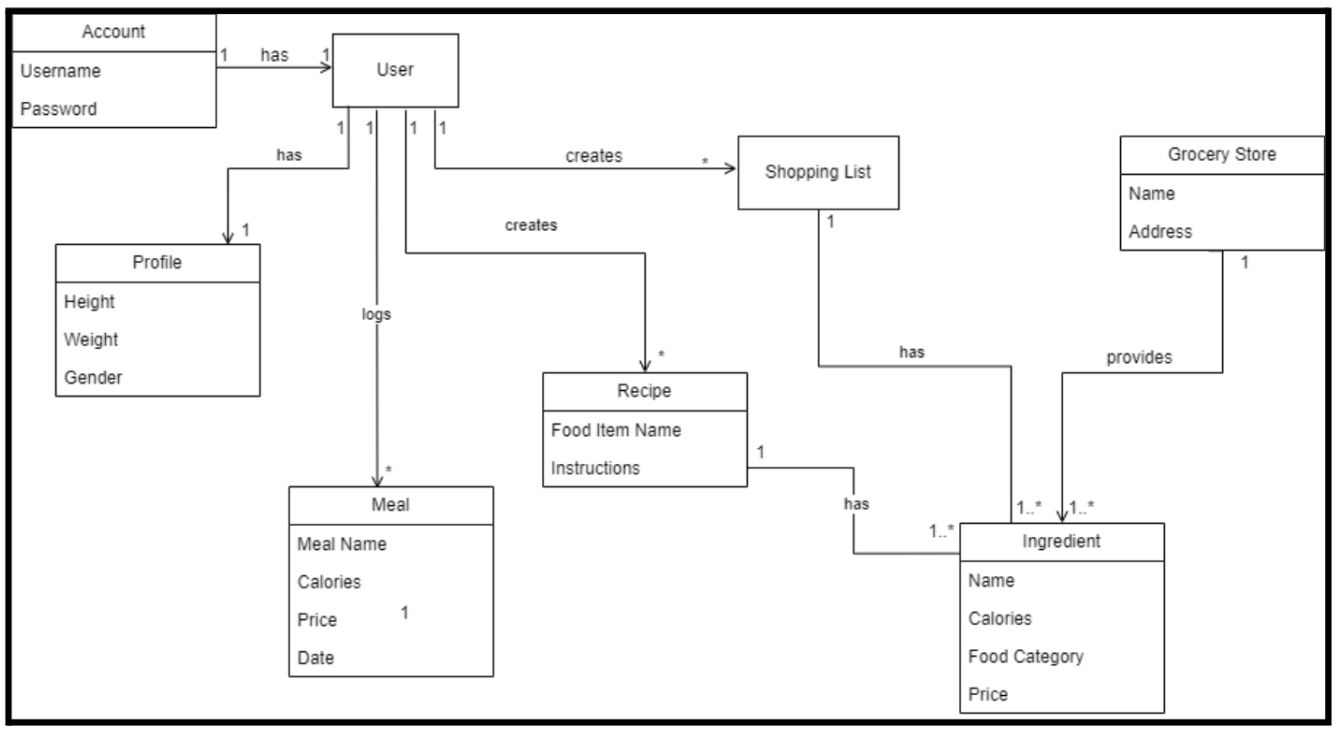 Account
Username
Password
1 has 1
User
1 1 1 1
has
1
creates *
Shopping List
1
Grocery Store
Name
Address
1
Profile
Height
Weight
Gender
creates
*
logs
*
has
provides
Recipe
Food Item Name
Instructions
1
has
1..*
1..* 1..*
Meal
Meal Name
Calories
Price 1
Date
Ingredient
Name
Calories
Food Category
Price